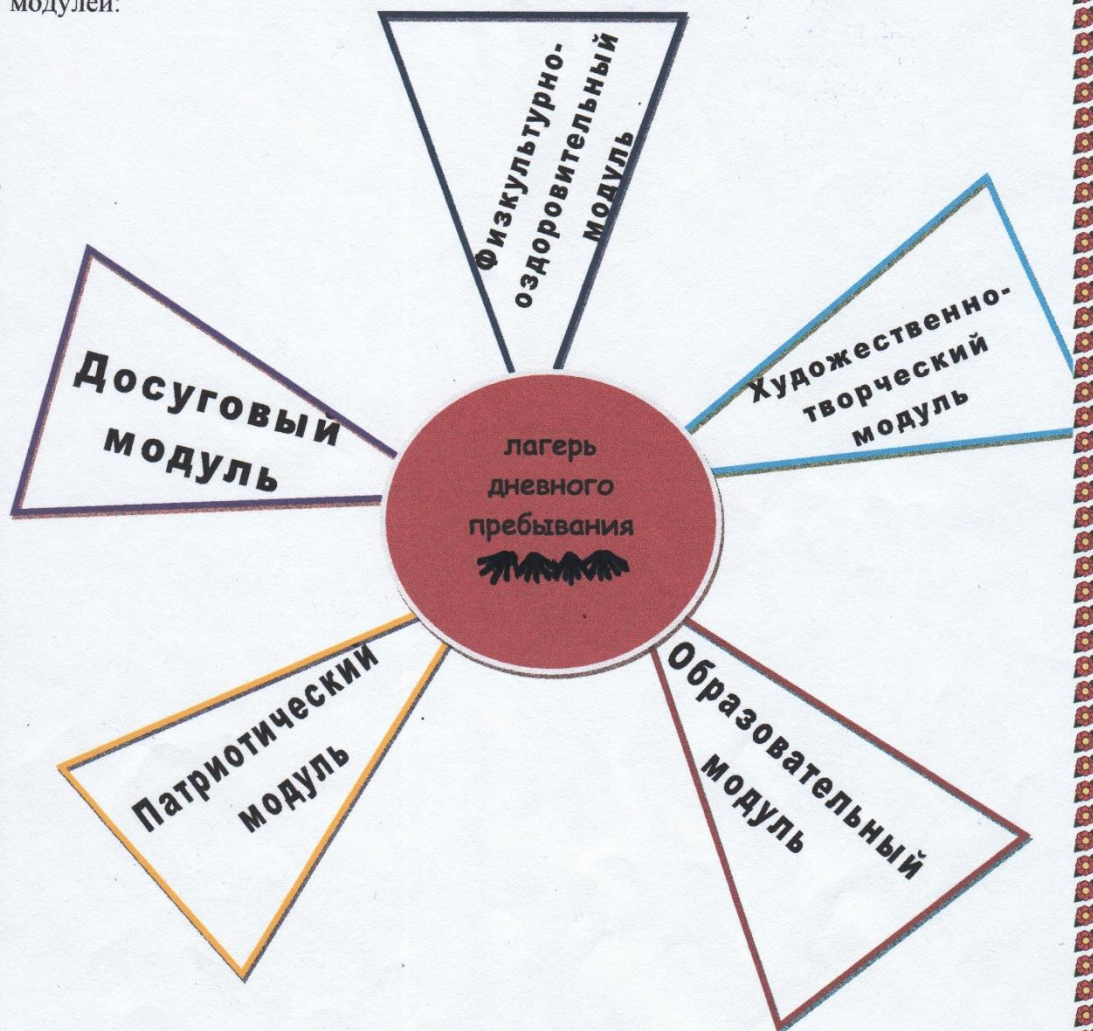 модулей:
Физкультурно-
оздоровительный
модуль
Художественно-
творческий
модуль
Досуговый
модуль
лагерь
дневного
пребывания
Патриотический
модуль
Образовательный
модуль